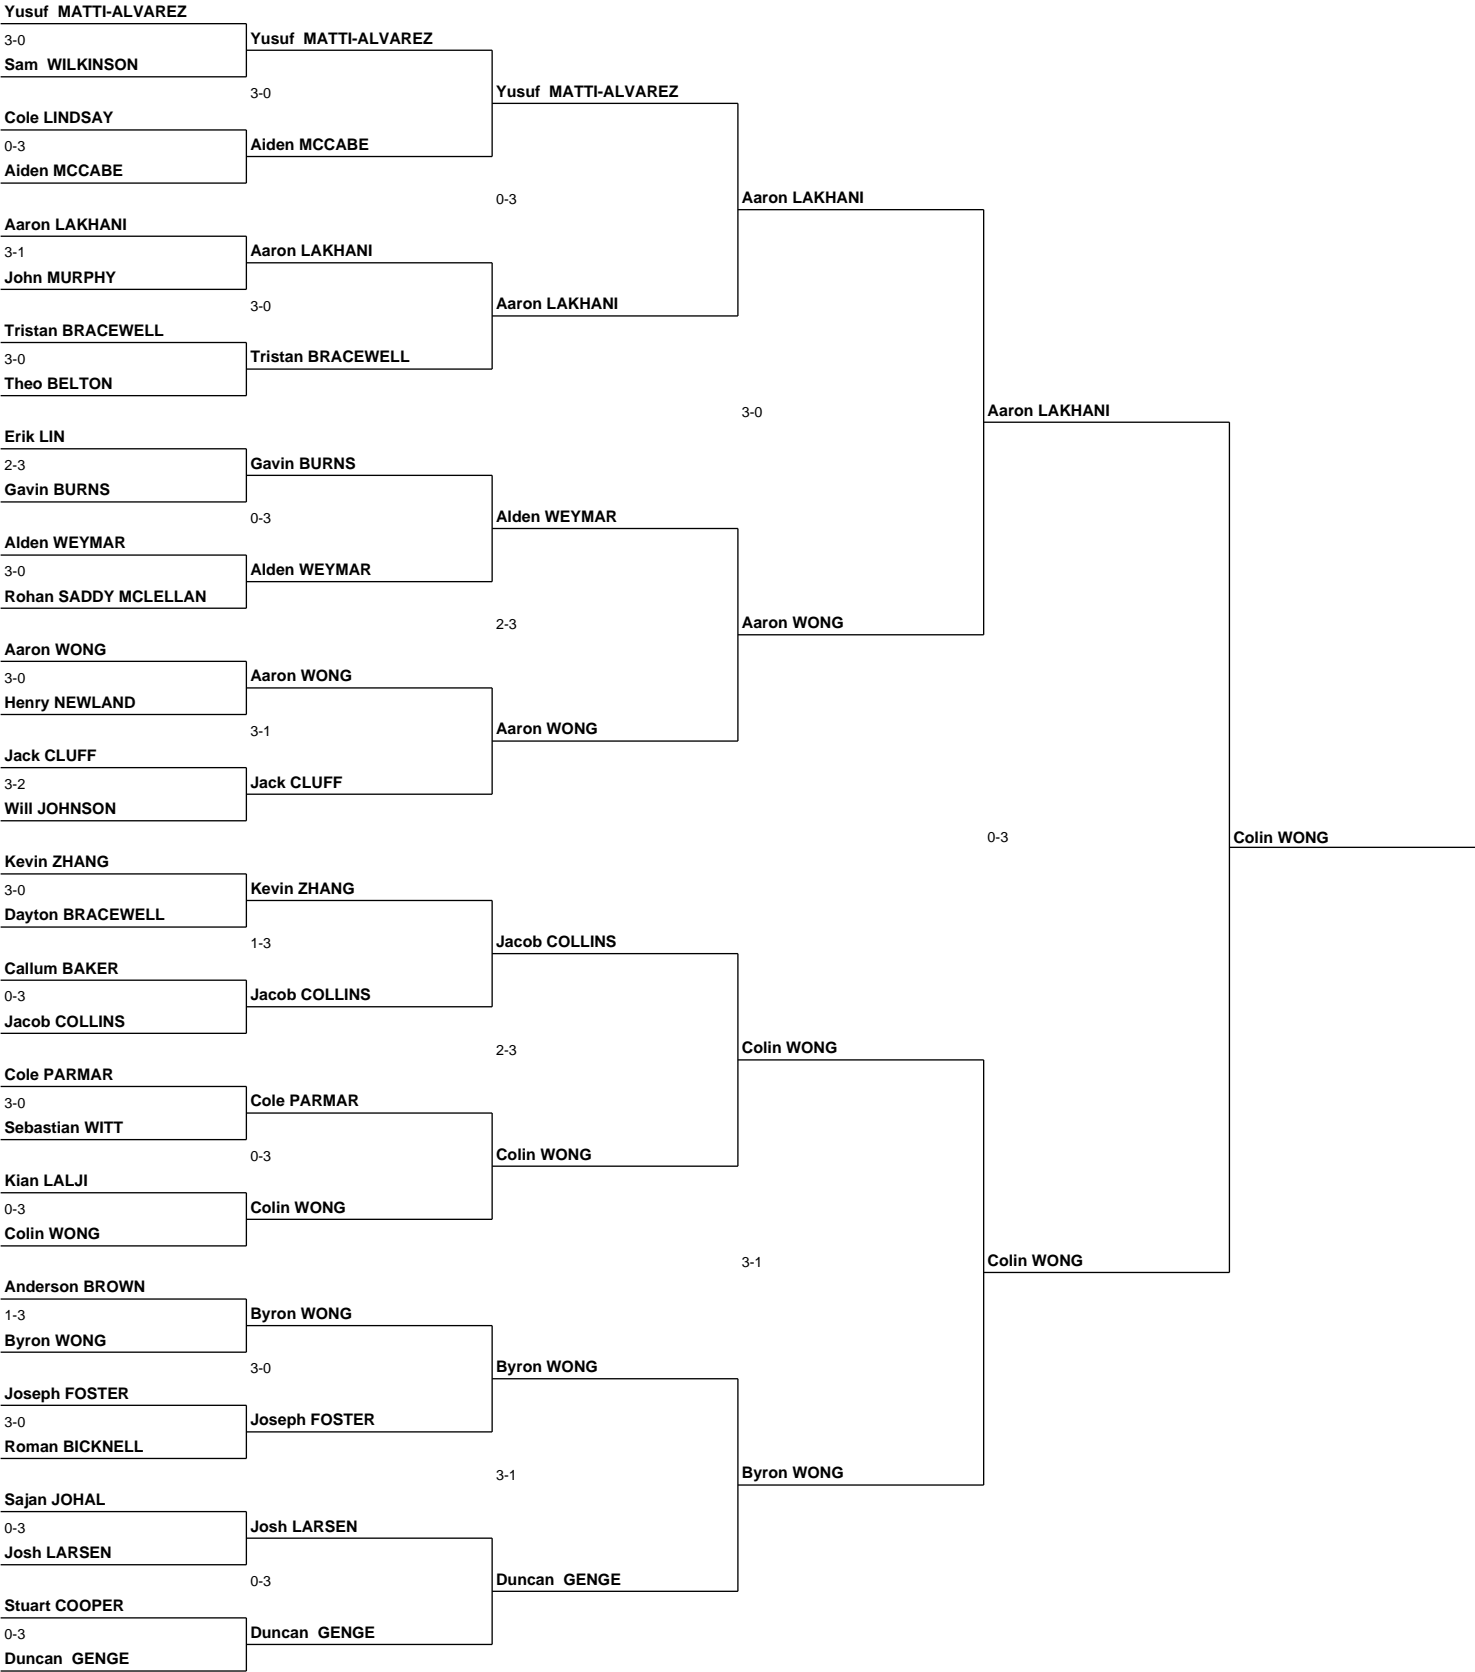 Yusuf  MATTI-ALVAREZ
3-0
Sam  WILKINSON
Cole LINDSAY
0-3
Aiden MCCABE
Aaron LAKHANI
3-1
John MURPHY
Tristan BRACEWELL
3-0
Theo BELTON
Erik LIN
2-3
Gavin BURNS
Alden WEYMAR
3-0
Rohan SADDY MCLELLAN
Aaron WONG
3-0
Henry NEWLAND
Jack CLUFF
3-2
Will JOHNSON
Kevin ZHANG
3-0
Dayton BRACEWELL
Callum BAKER
0-3
Jacob COLLINS
Cole PARMAR
3-0
Sebastian WITT
Kian LALJI
0-3
Colin WONG
Anderson BROWN
1-3
Byron WONG
Joseph FOSTER
3-0
Roman BICKNELL
Sajan JOHAL
0-3
Josh LARSEN
Stuart COOPER
0-3
Duncan  GENGE
Yusuf  MATTI-ALVAREZ
3-0
Aiden MCCABE
Aaron LAKHANI
3-0
Tristan BRACEWELL
Gavin BURNS
0-3
Alden WEYMAR
Aaron WONG
3-1
Jack CLUFF
Kevin ZHANG
1-3
Jacob COLLINS
Cole PARMAR
0-3
Colin WONG
Byron WONG
3-0
Joseph FOSTER
Josh LARSEN
0-3
Duncan  GENGE
Yusuf  MATTI-ALVAREZ
0-3
Aaron LAKHANI
Alden WEYMAR
2-3
Aaron WONG
Jacob COLLINS
2-3
Colin WONG
Byron WONG
3-1
Duncan  GENGE
Aaron LAKHANI
3-0
Aaron WONG
Colin WONG
3-1
Byron WONG
Aaron LAKHANI
0-3
Colin WONG
Colin WONG